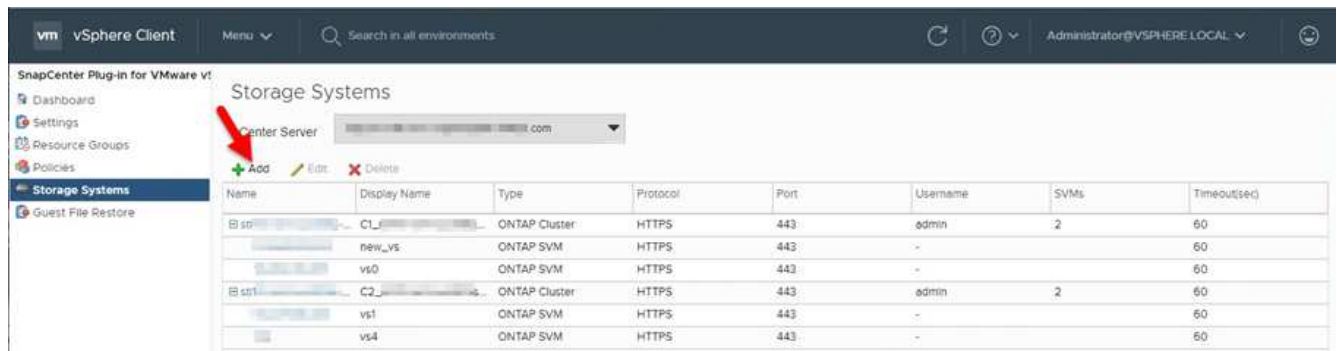 vm vSphere Client Menu Search in all environments Administrator@VSPHERE.LOCAL
SnapCenter Plug-in for VMware
Dashboard
Settings
Resource Groups
Policies
Storage Systems
Guest File Restore
Storage Systems
Center Server .com
Add Edit Delete
Name Display Name Type Protocol Port Username SVMs Timeout(sec)
C1_ ONTAP Cluster HTTPS 443 admin 2 60
new_vs ONTAP SVM HTTPS 443 - 60
vs0 ONTAP SVM HTTPS 443 - 60
C2_ ONTAP Cluster HTTPS 443 admin 2 60
vs1 ONTAP SVM HTTPS 443 - 60
vs4 ONTAP SVM HTTPS 443 - 60